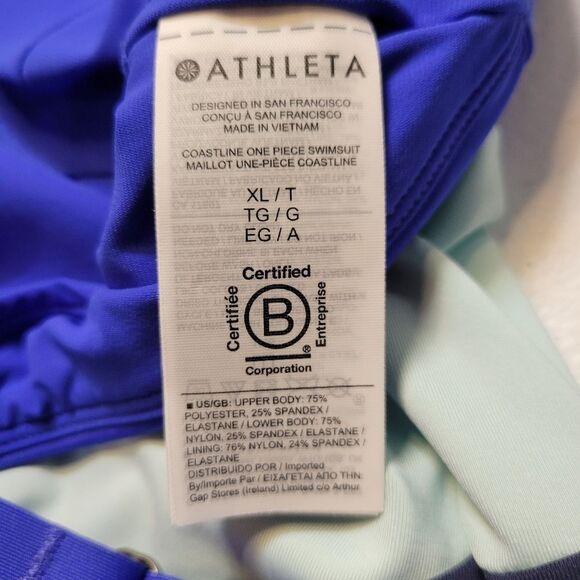 ATHLETA
DESIGNED IN SAN FRANCISCO
CONÇU À SAN FRANCISCO
MADE IN VIETNAM
COASTLINE ONE PIECE SWIMSUIT
MAILLOT UNE-PIÈCE COASTLINE
XL / T
TG / G
EG / A
Certified
Certifiée
B
Entreprise
®
Corporation
■ US/GB: UPPER BODY: 75%
POLYESTER, 25% SPANDEX /
ELASTANE / LOWER BODY: 75%
NYLON, 25% SPANDEX / ELASTANE /
LINING: 76% NYLON, 24% SPANDEX /
ELASTANE
DISTRIBUIDO POR / Imported
By/Importe Par / ΕΙΣΑΓΕΤΑΙ ΑΠΟ ΤΗΝ:
Gap Stores (Ireland) Limited c/o Arthur